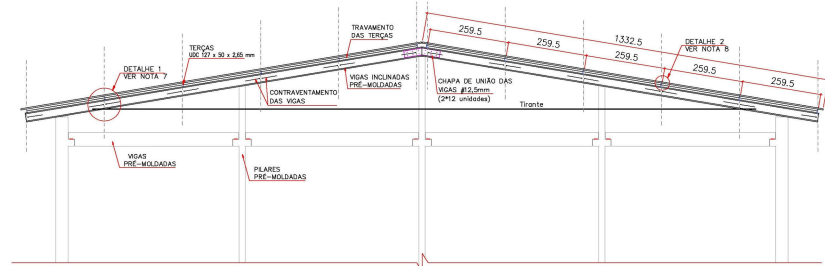 TRAVAMENTO
DAS TERÇAS
1332.5
259.5
DETALHE 2
VER NOTA 8
TERÇAS
UDC 127 x 50 x 2,65 mm
259.5
259.5
DETALHE 1
VER NOTA 7
VIGAS INCLINADAS
PRÉ-MOLDADAS
CHAPA DE UNIÃO DAS
VIGAS #12,5mm
(2*12 unidades)
259.5
259.5
CONTRAVENTAMENTO
DAS VIGAS
Tirante
VIGAS
PRÉ-MOLDADAS
PILARES
PRÉ-MOLDADOS